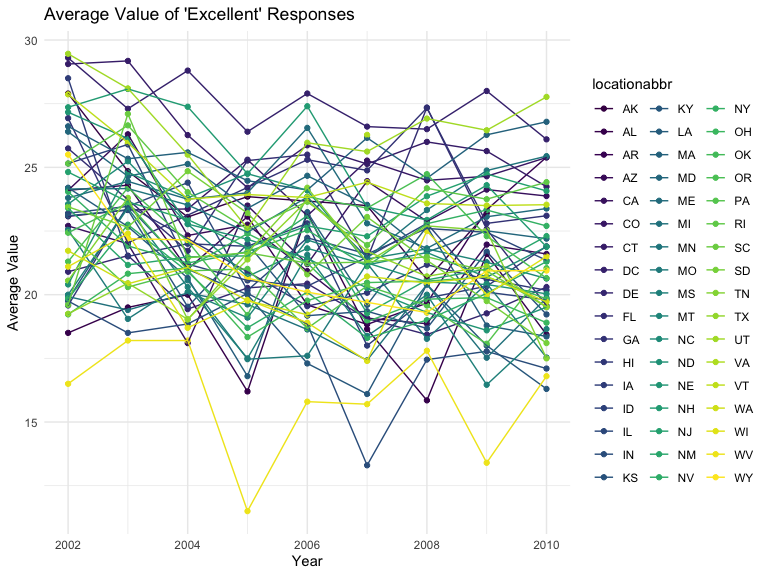 Average Value of 'Excellent' Responses
30
25
20
15
Average Value
2002
2004
2006
2008
2010
Year
locationabbr
AK KY NY
AL LA OH
AR MA OK
AZ MD OR
CA ME PA
CO MI RI
CT MN SC
DC MO SD
DE MS TN
FL MT TX
GA NC UT
HI ND VA
IA NE VT
ID NH WA
IL NJ WI
IN NM WV
KS NV WY